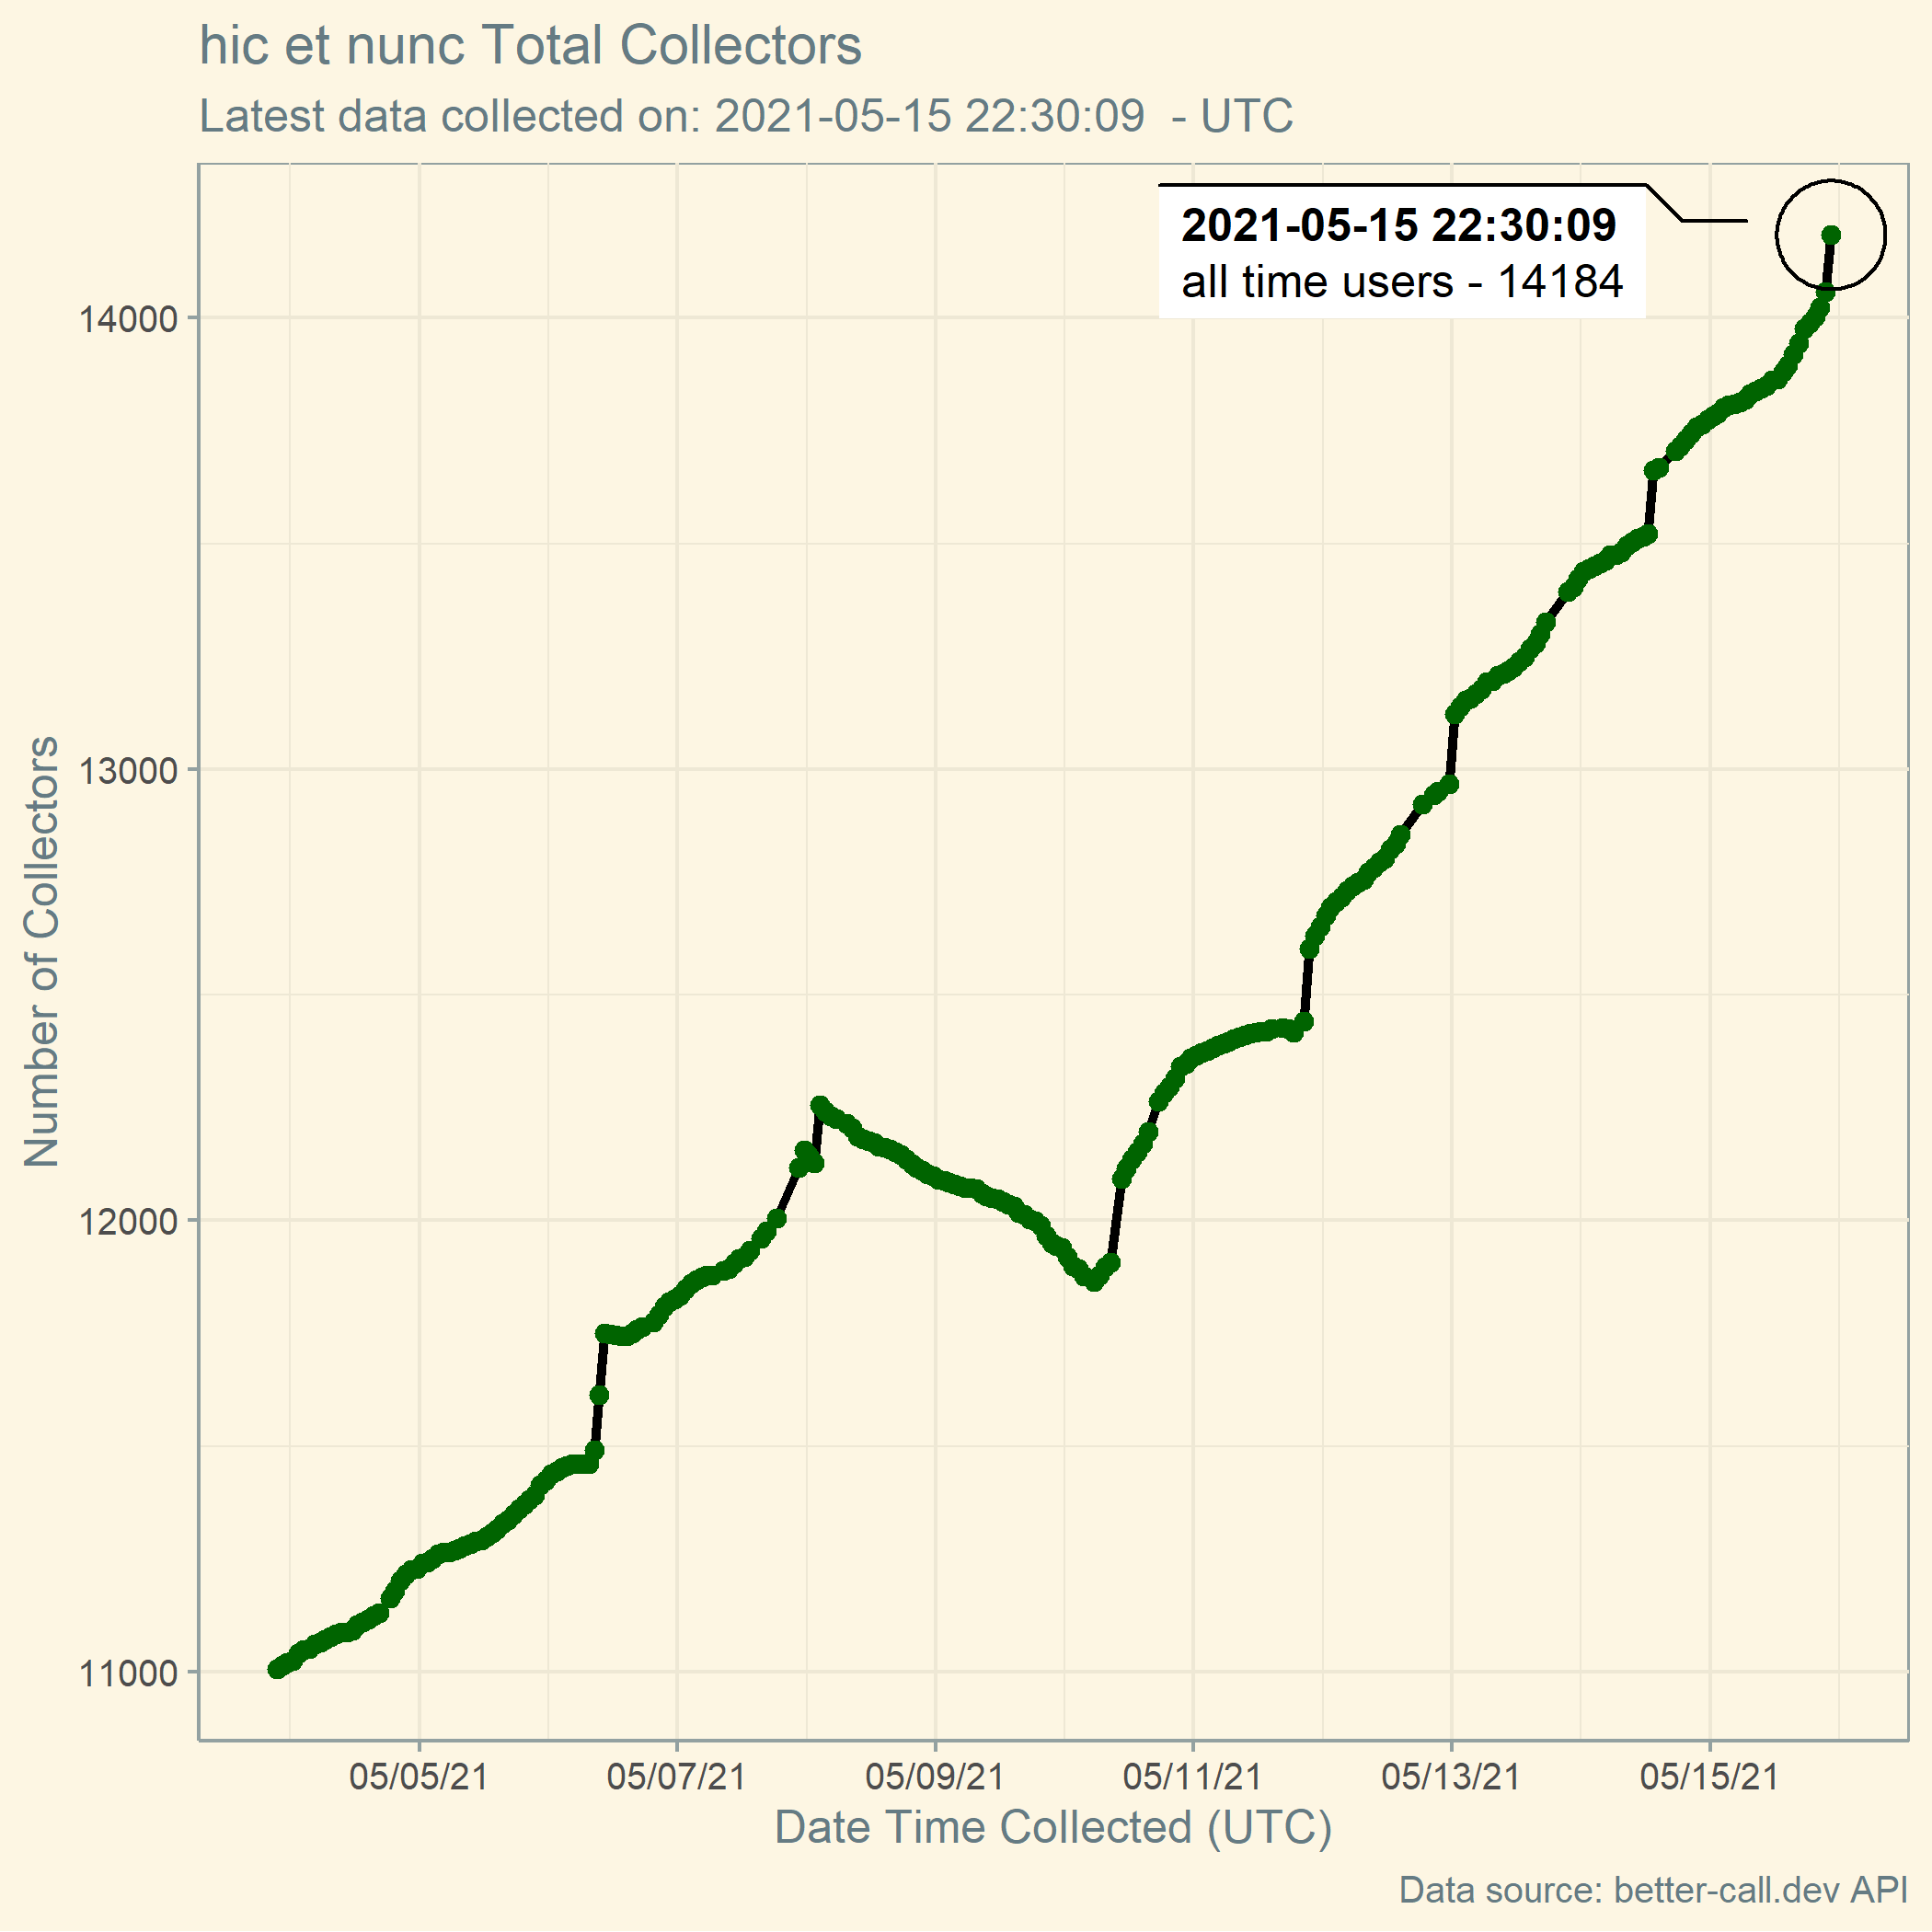 hic et nunc Total Collectors
Latest data collected on: 2021-05-15 22:30:09  - UTC
2021-05-15 22:30:09
all time users - 14184
14000
13000
12000
11000
Number of Collectors
05/05/21 05/07/21 05/09/21 05/11/21 05/13/21 05/15/21
Date Time Collected (UTC)
Data source: better-call.dev API